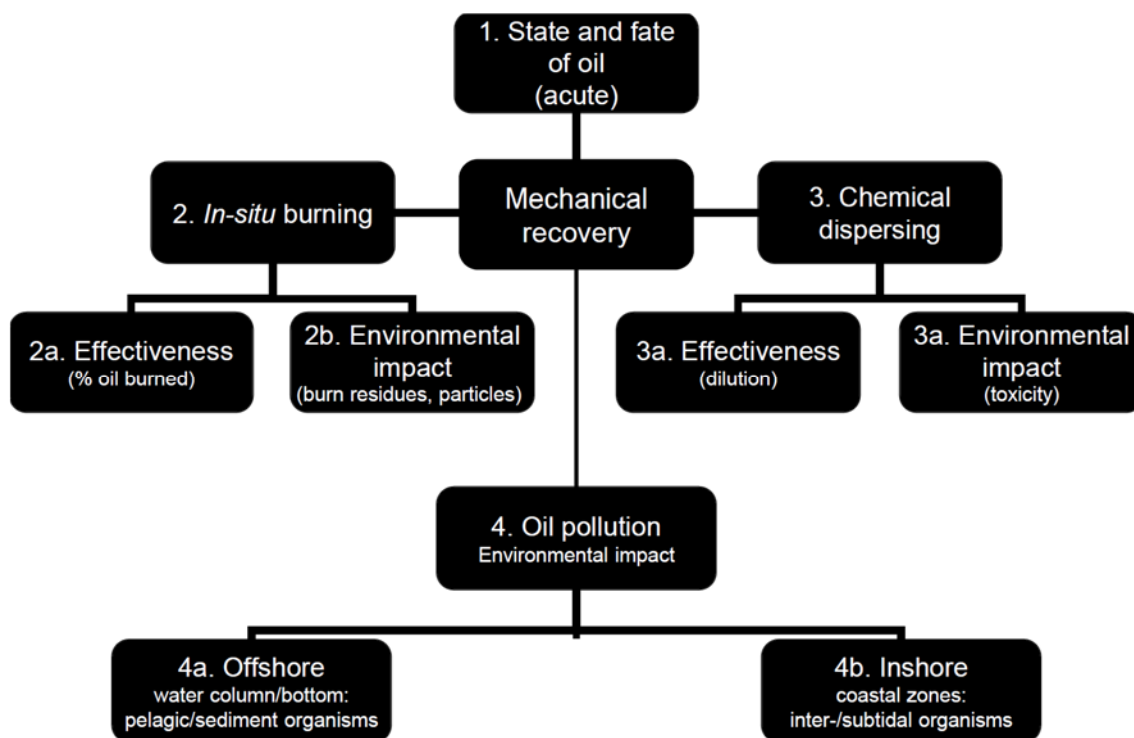 1. State and fate
of oil
(acute)
2. In-situ burning
Mechanical
recovery
3. Chemical
dispersing
2a. Effectiveness
(% oil burned)
2b. Environmental
impact
(burn residues, particles)
3a. Effectiveness
(dilution)
3a. Environmental
impact
(toxicity)
4. Oil pollution
Environmental impact
4a. Offshore
water column/bottom:
pelagic/sediment organisms
4b. Inshore
coastal zones:
inter-/subtidal organisms